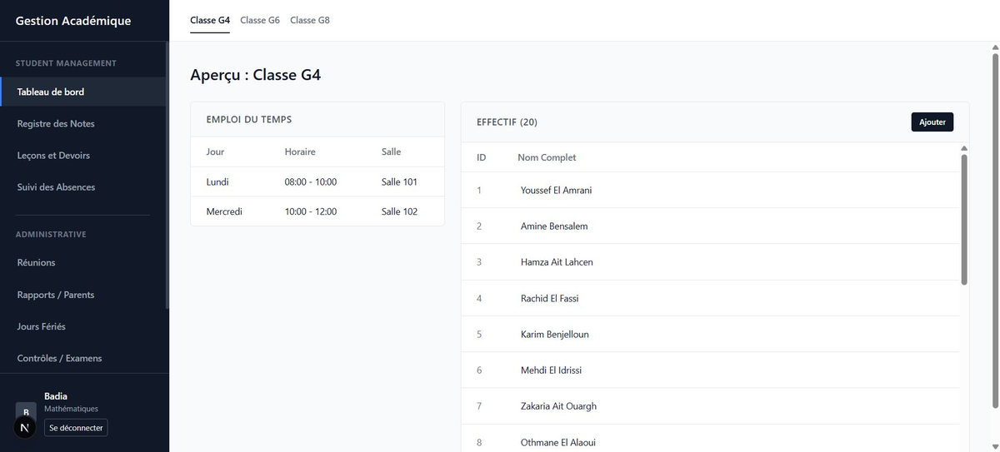 Gestion Académique
STUDENT MANAGEMENT
Tableau de bord
Registre des Notes
Leçons et Devoirs
Suivi des Absences
ADMINISTRATIVE
Réunions
Rapports / Parents
Jours Fériés
Contrôles / Examens
B
N
Badia
Mathématiques
Se déconnecter
Classe G4 Classe G6 Classe G8
Aperçu : Classe G4
EMPLOI DU TEMPS
Jour Horaire Salle
Lundi 08:00 - 10:00 Salle 101
Mercredi 10:00 - 12:00 Salle 102
EFFECTIF (20)
Ajouter
ID Nom Complet
1 Youssef El Amrani
2 Amine Bensalem
3 Hamza Ait Lahcen
4 Rachid El Fassi
5 Karim Benjelloun
6 Mehdi El Idrissi
7 Zakaria Ait Ouargh
8 Othmane El Alaoui